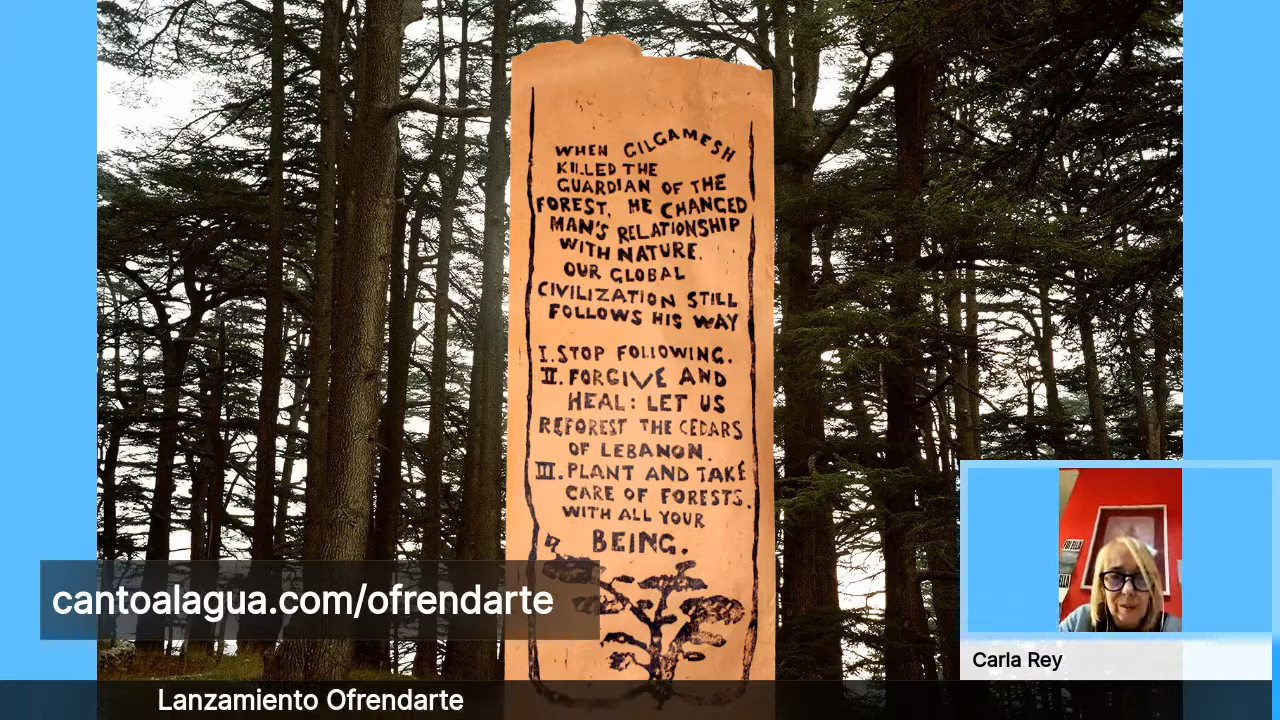 WHEN GILGAMESH
KILLED THE
GUARDIAN OF THE
FOREST, HE CHANGED
MAN'S RELATIONSHIP
WITH NATURE.
OUR GLOBAL
CIVILIZATION STILL
FOLLOWS HIS WAY
I. STOP FOLLOWING.
II. FORGIVE AND
HEAL: LET US
REFOREST THE CEDARS
OF LEBANON.
III. PLANT AND TAKE
CARE OF FORESTS.
WITH ALL YOUR
BEING.
cantoalagua.com/ofrendarte
Carla Rey
Lanzamiento Ofrendarte